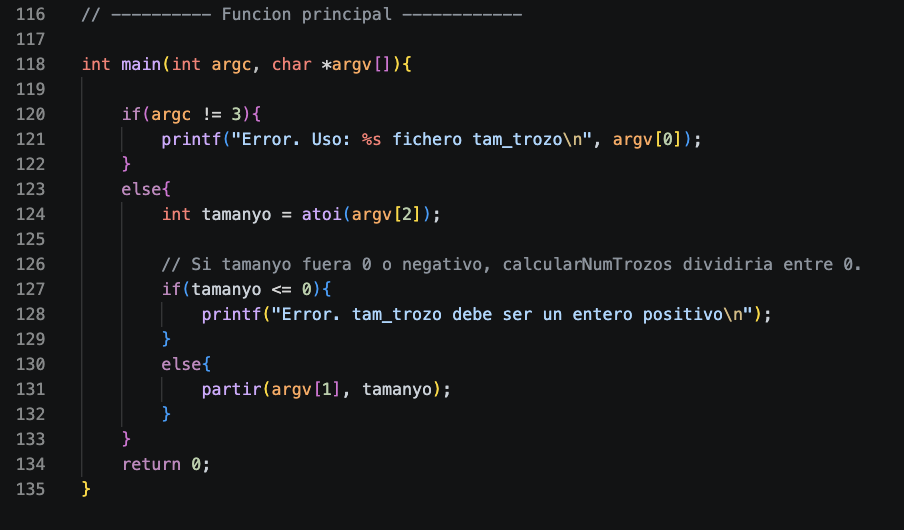 116 // ---------- Funcion principal ------------
117
118 int main(int argc, char *argv[]){
119
120     if(argc != 3){
121         printf("Error. Uso: %s fichero tam_trozo\n", argv[0]);
122     }
123     else{
124         int tamanyo = atoi(argv[2]);
125
126         // Si tamanyo fuera 0 o negativo, calcularNumTrozos dividiria entre 0.
127         if(tamanyo <= 0){
128             printf("Error. tam_trozo debe ser un entero positivo\n");
129         }
130         else{
131             partir(argv[1], tamanyo);
132         }
133     }
134     return 0;
135 }